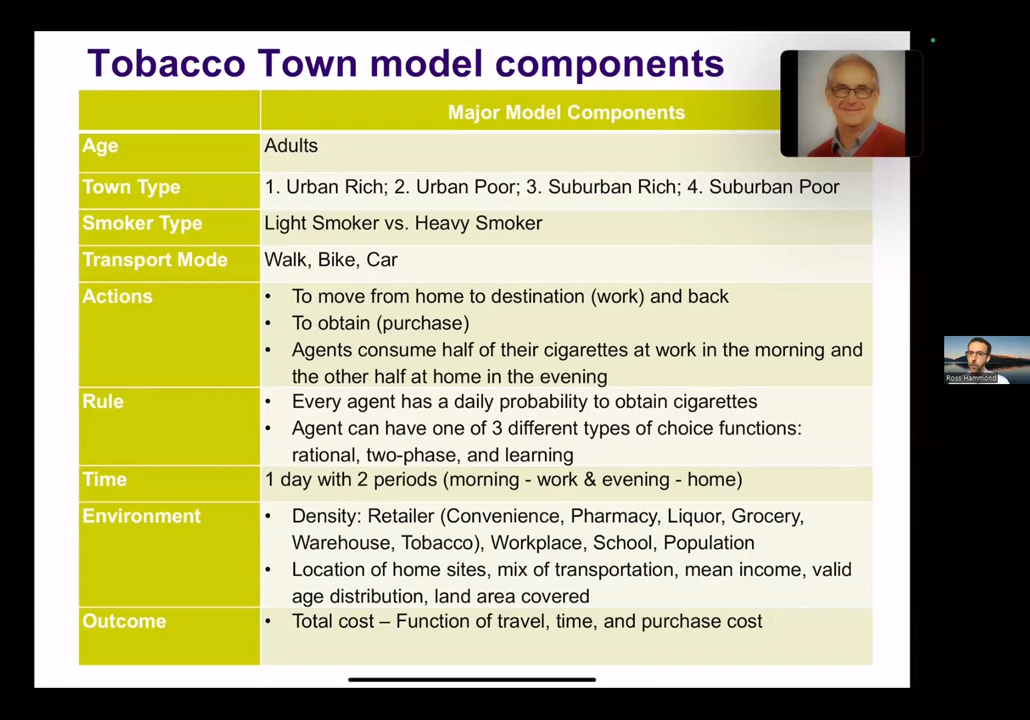 Tobacco Town model components
Major Model Components
Age
Adults
Town Type
1. Urban Rich; 2. Urban Poor; 3. Suburban Rich; 4. Suburban Poor
Smoker Type
Light Smoker vs. Heavy Smoker
Transport Mode
Walk, Bike, Car
Actions
• To move from home to destination (work) and back
• To obtain (purchase)
• Agents consume half of their cigarettes at work in the morning and
the other half at home in the evening
Rule
• Every agent has a daily probability to obtain cigarettes
• Agent can have one of 3 different types of choice functions:
rational, two-phase, and learning
Time
1 day with 2 periods (morning - work & evening - home)
Environment
• Density: Retailer (Convenience, Pharmacy, Liquor, Grocery,
Warehouse, Tobacco), Workplace, School, Population
• Location of home sites, mix of transportation, mean income, valid
age distribution, land area covered
Outcome
• Total cost – Function of travel, time, and purchase cost
Ross Hammond